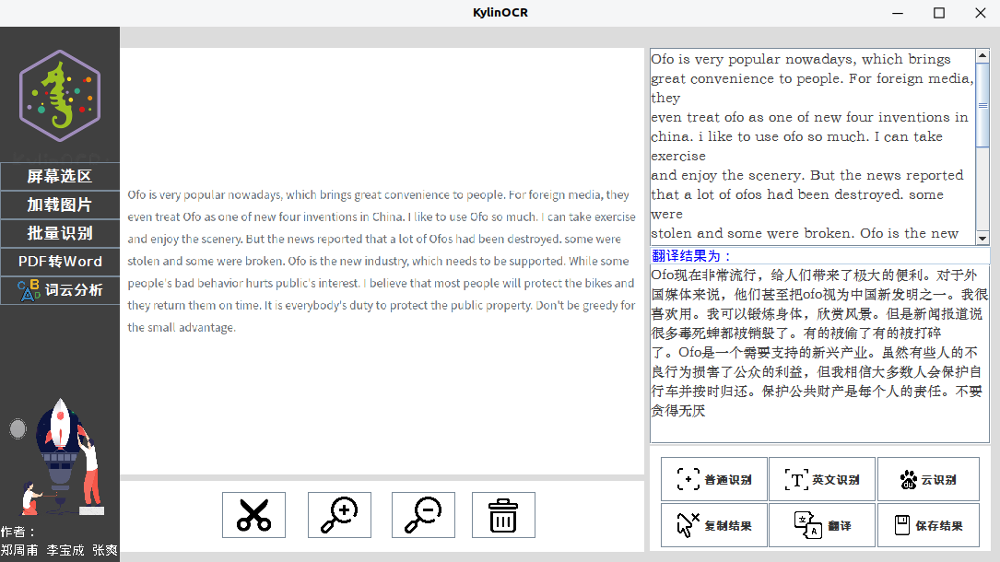 KylinOCR
屏幕选区
加载图片
批量识别
PDF转Word
词云分析
作者：
郑周甫 李宝成 张爽
Ofo is very popular nowadays, which brings great convenience to people. For foreign media, they
even treat Ofo as one of new four inventions in China. I like to use Ofo so much. I can take exercise
and enjoy the scenery. But the news reported that a lot of Ofos had been destroyed. some were
stolen and some were broken. Ofo is the new industry, which needs to be supported. While some
people's bad behavior hurts public's interest. I believe that most people will protect the bikes and
they return them on time. It is everybody's duty to protect the public property. Don't be greedy for
the small advantage.
Ofo is very popular nowadays, which brings
great convenience to people. For foreign media,
they
even treat ofo as one of new four inventions in
china. i like to use ofo so much. I can take
exercise
and enjoy the scenery. But the news reported
that a lot of ofos had been destroyed. some
were
stolen and some were broken. Ofo is the new
翻译结果为：
Ofo现在非常流行，给人们带来了极大的便利。对于外
国媒体来说，他们甚至把ofo视为中国新发明之一。我很
喜欢用。我可以锻炼身体，欣赏风景。但是新闻报道说
很多毒死蜱都被销毁了。有的被偷了有的被打碎
了。Ofo是一个需要支持的新兴产业。虽然有些人的不
良行为损害了公众的利益，但我相信大多数人会保护自
行车并按时归还。保护公共财产是每个人的责任。不要
贪得无厌
普通识别
英文识别
云识别
复制结果
翻译
保存结果